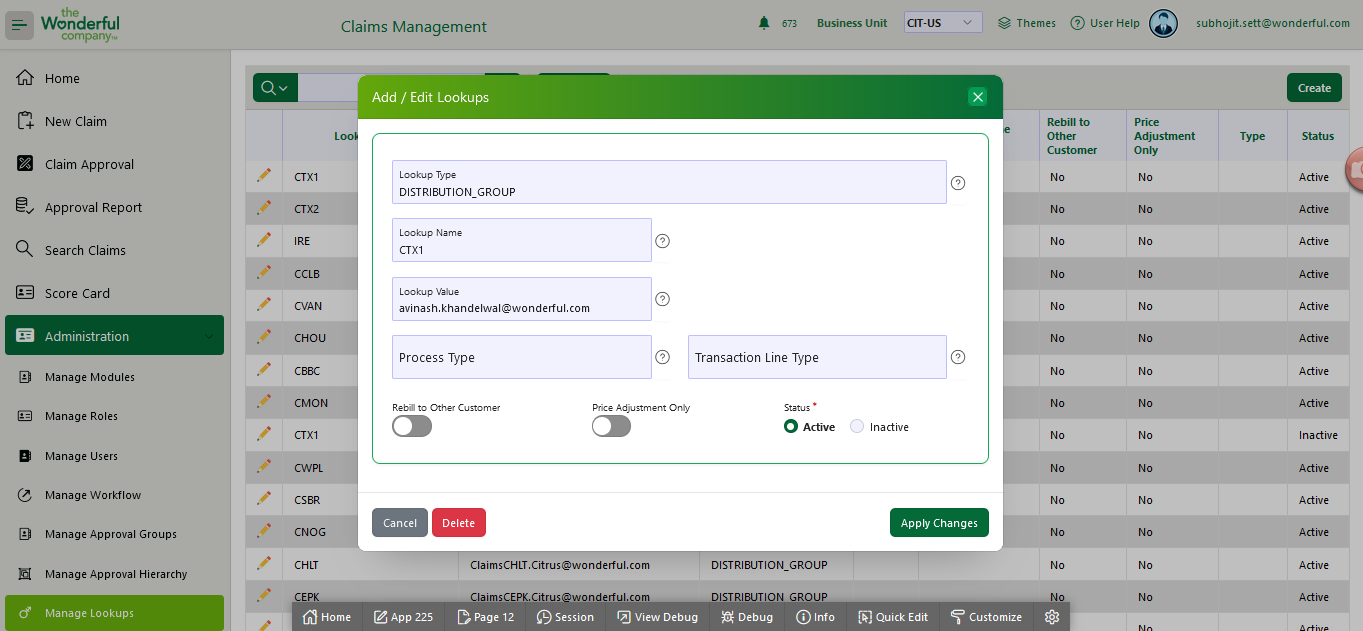 the
Wonderful
company™
Claims Management
673
Business Unit
CIT-US
Themes
User Help
subhojit.sett@wonderful.com
Home
New Claim
Claim Approval
Approval Report
Search Claims
Score Card
Administration
Manage Modules
Manage Roles
Manage Users
Manage Workflow
Manage Approval Groups
Manage Approval Hierarchy
Manage Lookups
Create
Rebill to Other Customer
Price Adjustment Only
Type
Status
CTX1 No No Active
CTX2 No No Active
IRE No No Active
CCLB No No Active
CVAN No No Active
CHOU No No Active
CBBC No No Active
CMON No No Active
CTX1 No No Inactive
CWPL No No Active
CSBR No No Active
CNOG No No Active
CHLT ClaimsCHLT.Citrus@wonderful.com DISTRIBUTION_GROUP No No Active
CEPK ClaimsCEPK.Citrus@wonderful.com DISTRIBUTION_GROUP No No Active
Add / Edit Lookups
Lookup Type
DISTRIBUTION_GROUP
Lookup Name
CTX1
Lookup Value
avinash.khandelwal@wonderful.com
Process Type
Transaction Line Type
Rebill to Other Customer
Price Adjustment Only
Status *
Active
Inactive
Cancel
Delete
Apply Changes
Home
App 225
Page 12
Session
View Debug
Debug
Info
Quick Edit
Customize